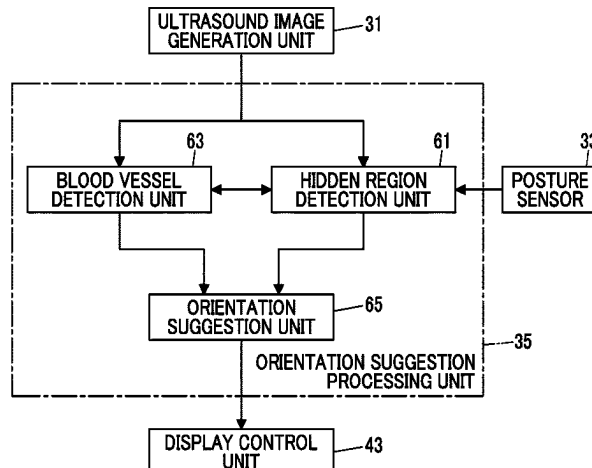 ULTRASOUND IMAGE
GENERATION UNIT
31
63
61
33
BLOOD VESSEL
DETECTION UNIT
HIDDEN REGION
DETECTION UNIT
POSTURE
SENSOR
ORIENTATION
SUGGESTION UNIT
65
ORIENTATION SUGGESTION
PROCESSING UNIT
35
DISPLAY CONTROL
UNIT
43